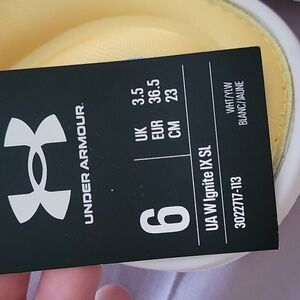 UNDER ARMOUR.
UK 3.5
EUR 36.5
CM 23
6
UA W Ignite IX SL
3022717-113
WHT/YLW
BLANC/JAUNE